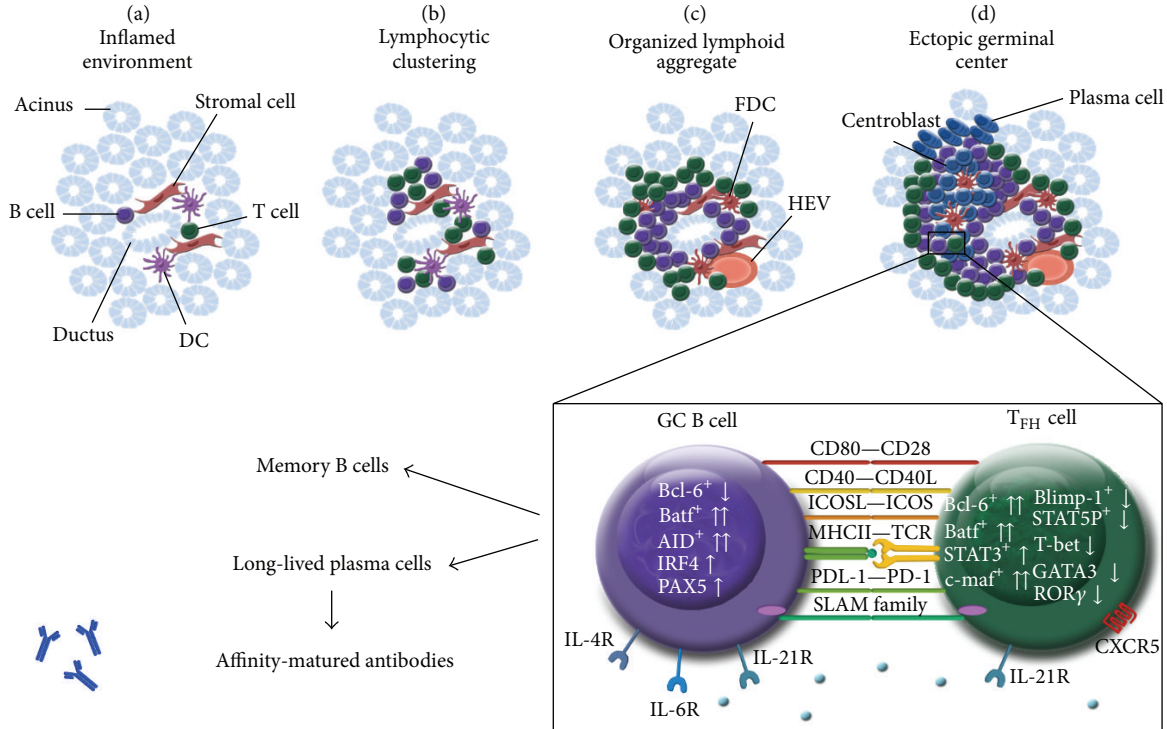 (a)
Inflamed
environment
(b)
Lymphocytic
clustering
(c)
Organized lymphoid
aggregate
(d)
Ectopic germinal
center
Acinus
Stromal cell
B cell
T cell
Ductus
DC
FDC
HEV
Centroblast
Plasma cell
Memory B cells
Long-lived plasma cells
Affinity-matured antibodies
GC B cell
T_FH cell
CD80—CD28
CD40—CD40L
ICOSL—ICOS
MHCII—TCR
PDL-1—PD-1
SLAM family
Bcl-6⁺ ↓
Batf⁺ ↑↑
AID⁺ ↑↑
IRF4 ↑
PAX5 ↑
Bcl-6⁺ ↑↑
Batf⁺ ↑↑
STAT3⁺ ↑
c-maf⁺ ↑↑
Blimp-1⁺ ↓
STAT5P⁺ ↓
T-bet ↓
GATA3 ↓
RORγ ↓
IL-4R
IL-6R
IL-21R
IL-21R
CXCR5